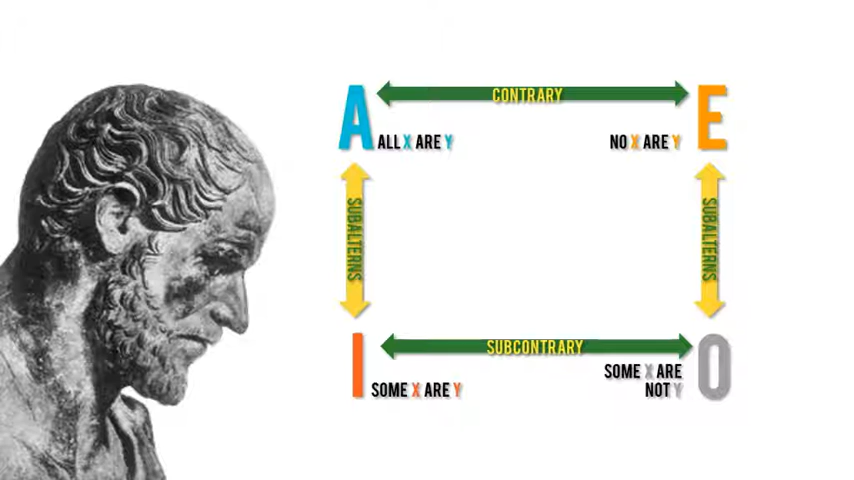 A CONTRARY E
ALL X ARE Y
NO X ARE Y
SUBALTERNS
SUBALTERNS
I SUBCONTRARY O
SOME X ARE Y
SOME X ARE
NOT Y